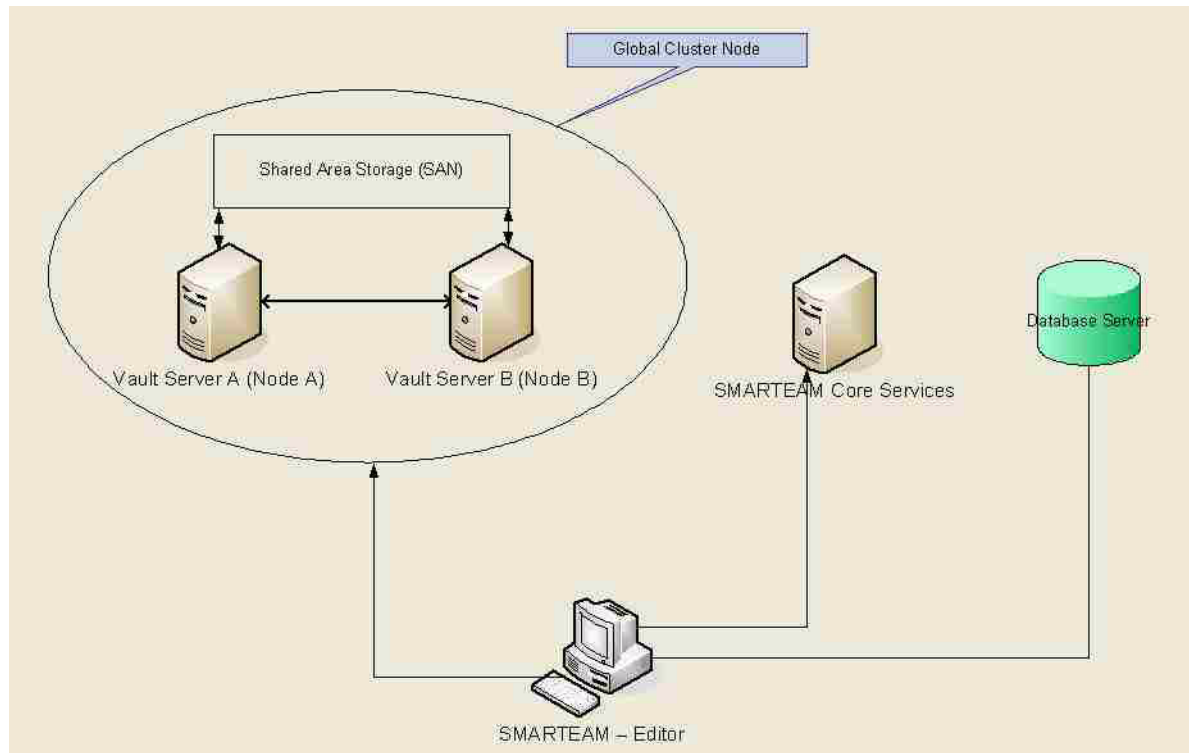 Global Cluster Node
Shared Area Storage (SAN)
Vault Server A (Node A)
Vault Server B (Node B)
SMARTEAM Core Services
Database Server
SMARTEAM – Editor